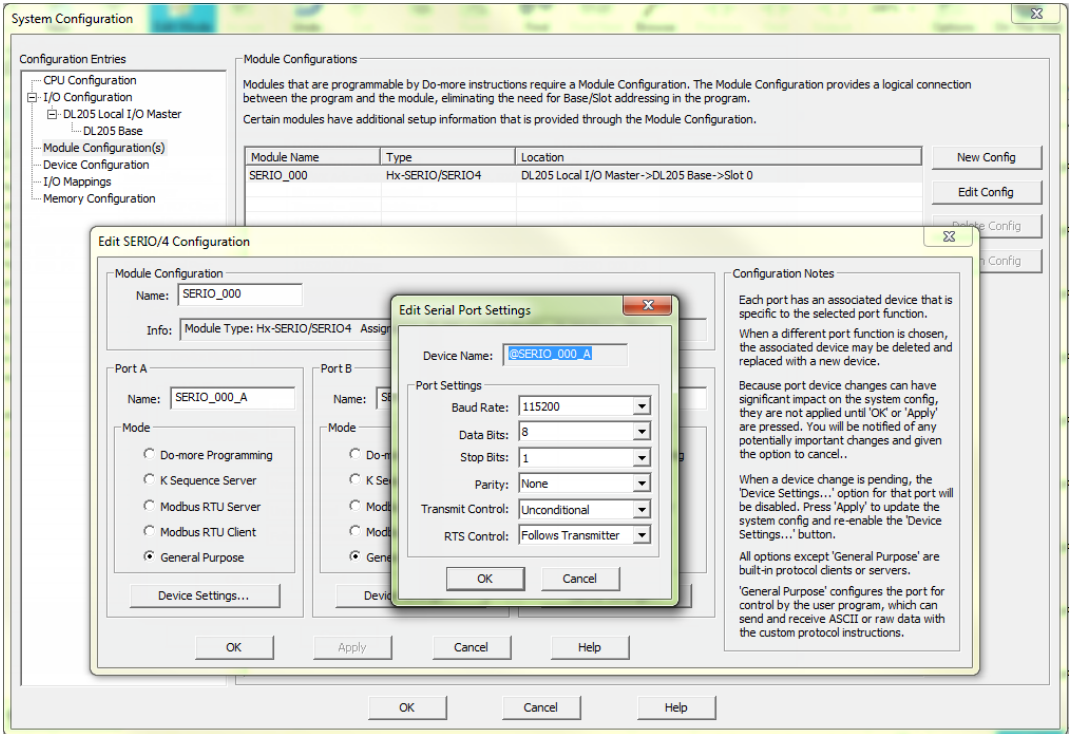 System Configuration
Configuration Entries
CPU Configuration
I/O Configuration
DL205 Local I/O Master
DL205 Base
Module Configuration(s)
Device Configuration
I/O Mappings
Memory Configuration
Module Configurations
Modules that are programmable by Do-more instructions require a Module Configuration. The Module Configuration provides a logical connection
between the program and the module, eliminating the need for Base/Slot addressing in the program.
Certain modules have additional setup information that is provided through the Module Configuration.
Module Name Type Location
SERIO_000 Hx-SERIO/SERIO4 DL205 Local I/O Master->DL205 Base->Slot 0
New Config
Edit Config
Config
Config
Edit SERIO/4 Configuration
Module Configuration
Name: SERIO_000
Info: Module Type: Hx-SERIO/SERIO4 Assign
Port A
Name: SERIO_000_A
Mode
Do-more Programming
K Sequence Server
Modbus RTU Server
Modbus RTU Client
General Purpose
Device Settings...
Port B
Name: SE
Mode
Do-m
K Se
Modb
Modb
Gene
Devic
Edit Serial Port Settings
Device Name: @SERIO_000_A
Port Settings
Baud Rate: 115200
Data Bits: 8
Stop Bits: 1
Parity: None
Transmit Control: Unconditional
RTS Control: Follows Transmitter
OK Cancel
Configuration Notes
Each port has an associated device that is
specific to the selected port function.
When a different port function is chosen,
the associated device may be deleted and
replaced with a new device.
Because port device changes can have
significant impact on the system config,
they are not applied until 'OK' or 'Apply'
are pressed. You will be notified of any
potentially important changes and given
the option to cancel..
When a device change is pending, the
'Device Settings...' option for that port will
be disabled. Press 'Apply' to update the
system config and re-enable the 'Device
Settings...' button.
All options except 'General Purpose' are
built-in protocol clients or servers.
'General Purpose' configures the port for
control by the user program, which can
send and receive ASCII or raw data with
the custom protocol instructions.
OK Apply Cancel Help
OK Cancel Help